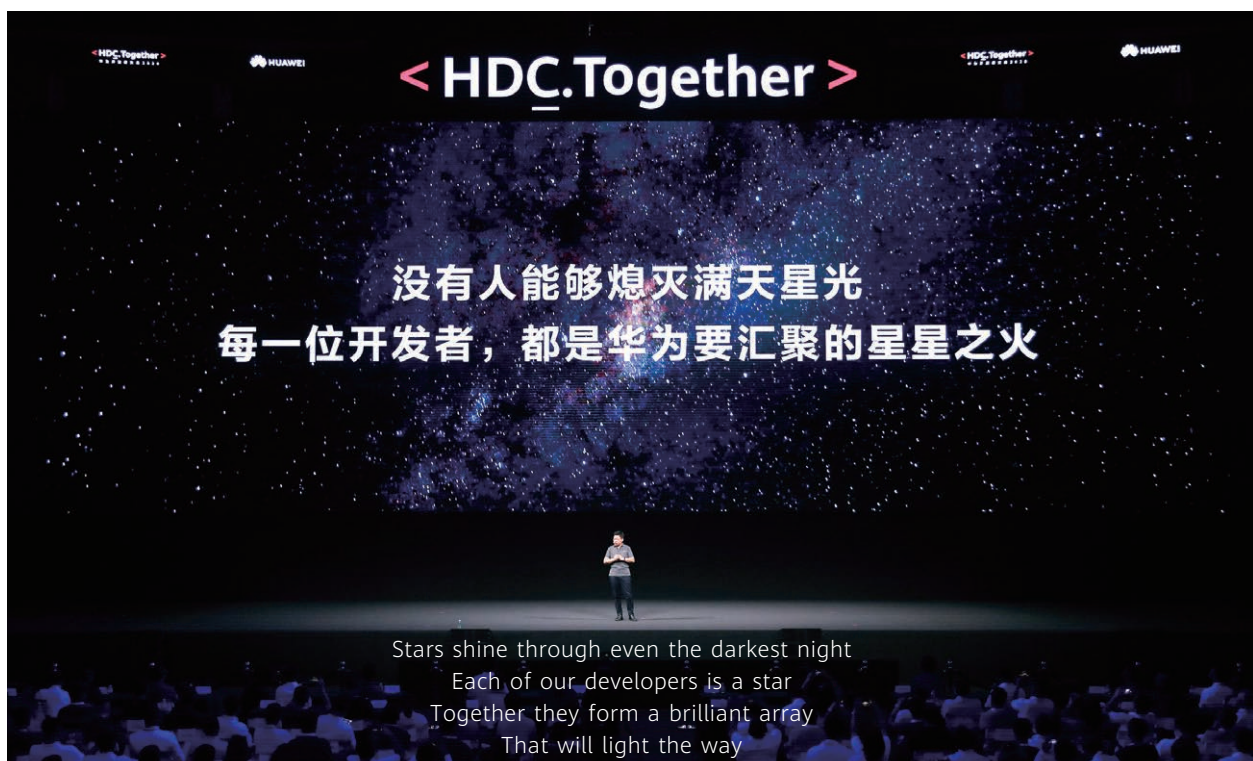 <HDC.Together>
HUAWEI
<HDC.Together>
<HDC.Together>
HUAWEI
没有人能够熄灭满天星光
每一位开发者，都是华为要汇聚的星星之火
Stars shine through even the darkest night
Each of our developers is a star
Together they form a brilliant array
That will light the way